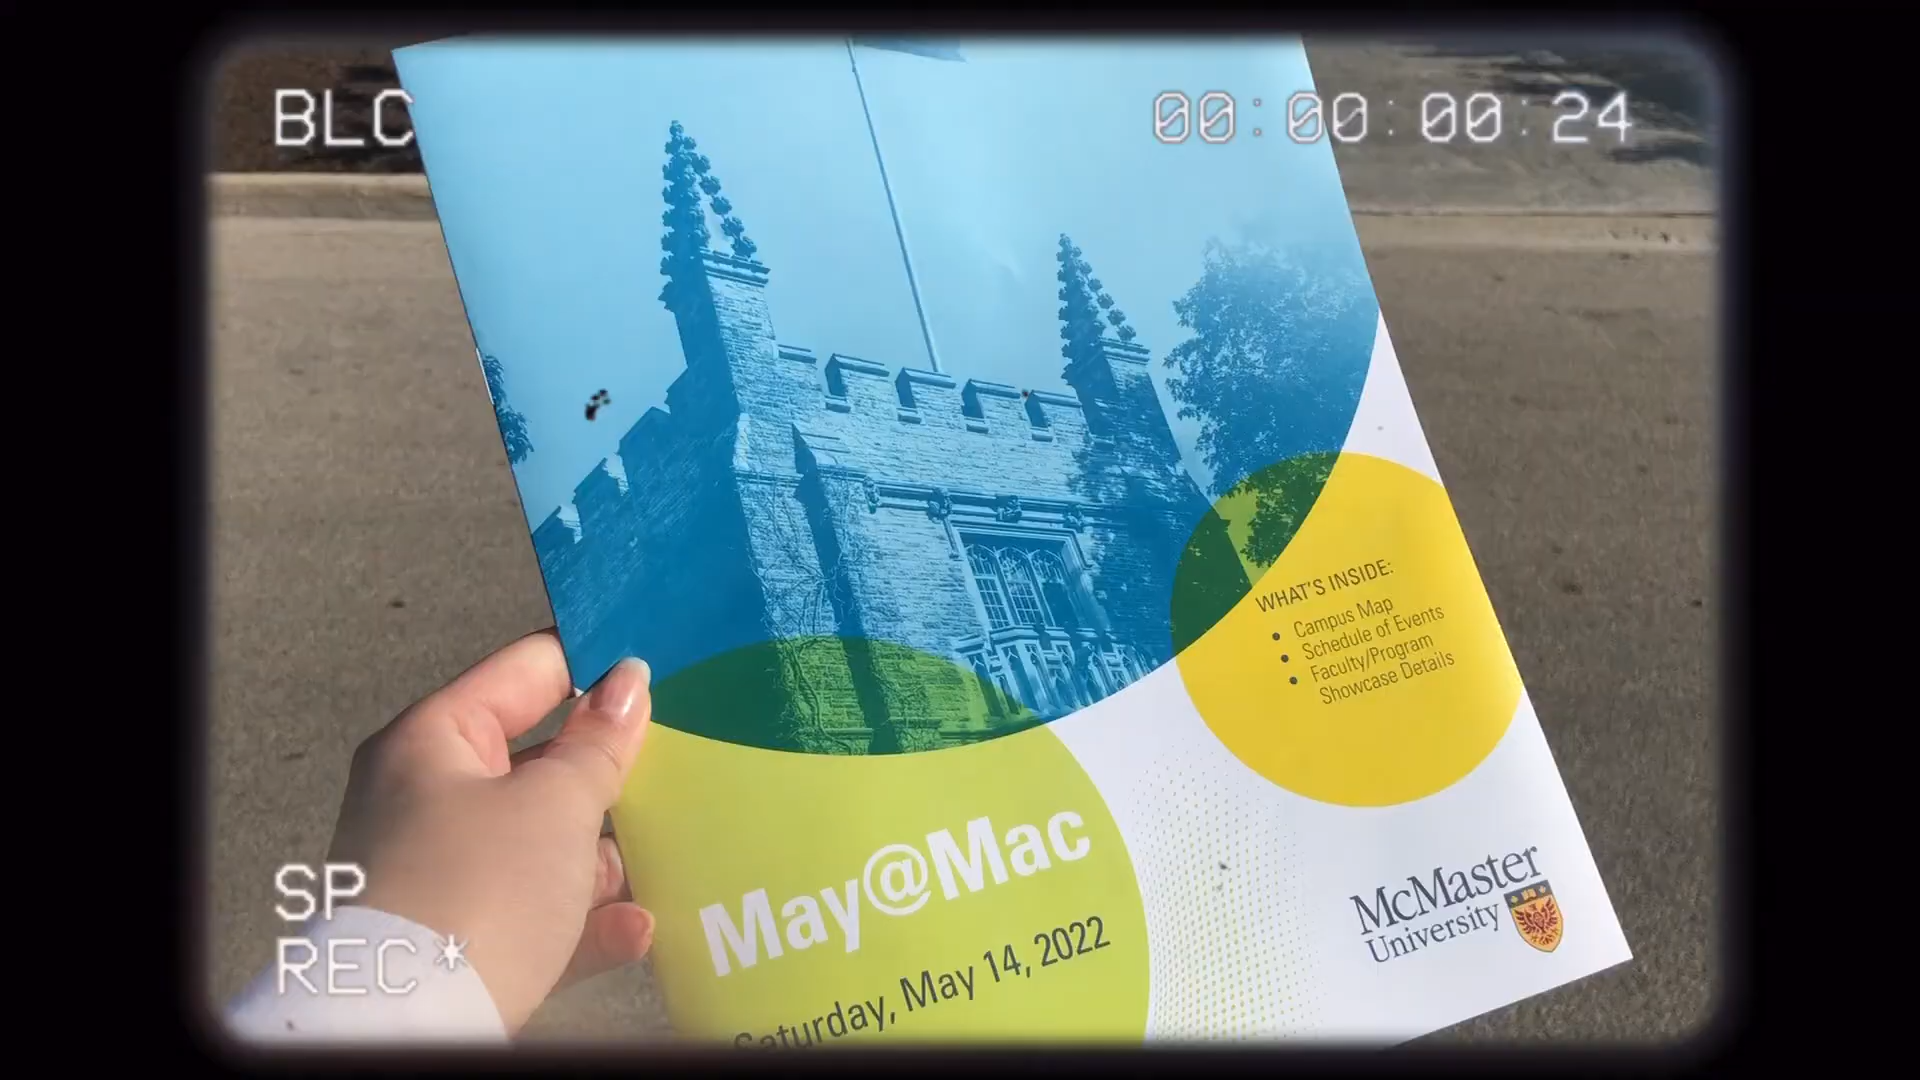 BLC
00:00:00:24
WHAT'S INSIDE:
• Campus Map
• Schedule of Events
• Faculty/Program
Showcase Details
May@Mac
Saturday, May 14, 2022
McMaster
University
SP
REC*